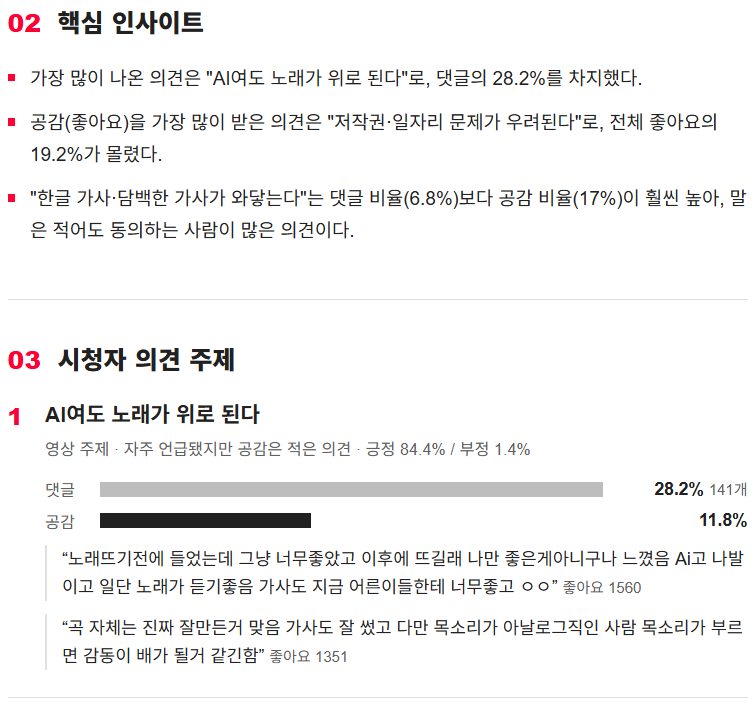 02 핵심 인사이트
가장 많이 나온 의견은 "AI여도 노래가 위로 된다"로, 댓글의 28.2%를 차지했다.
공감(좋아요)을 가장 많이 받은 의견은 "저작권·일자리 문제가 우려된다"로, 전체 좋아요의
19.2%가 몰렸다.
"한글 가사·담백한 가사가 와닿는다"는 댓글 비율(6.8%)보다 공감 비율(17%)이 훨씬 높아, 말
은 적어도 동의하는 사람이 많은 의견이다.
03 시청자 의견 주제
1 AI여도 노래가 위로 된다
영상 주제 · 자주 언급됐지만 공감은 적은 의견 · 긍정 84.4% / 부정 1.4%
댓글 28.2% 141개
공감 11.8%
“노래뜨기전에 들었는데 그냥 너무좋았고 이후에 뜨길래 나만 좋은게아니구나 느꼈음 Ai고 나발
이고 일단 노래가 듣기좋음 가사도 지금 어른이들한테 너무좋고 ㅇㅇ” 좋아요 1560
“곡 자체는 진짜 잘만든거 맞음 가사도 잘 썼고 다만 목소리가 아날로그직인 사람 목소리가 부르
면 감동이 배가 될거 같긴함” 좋아요 1351